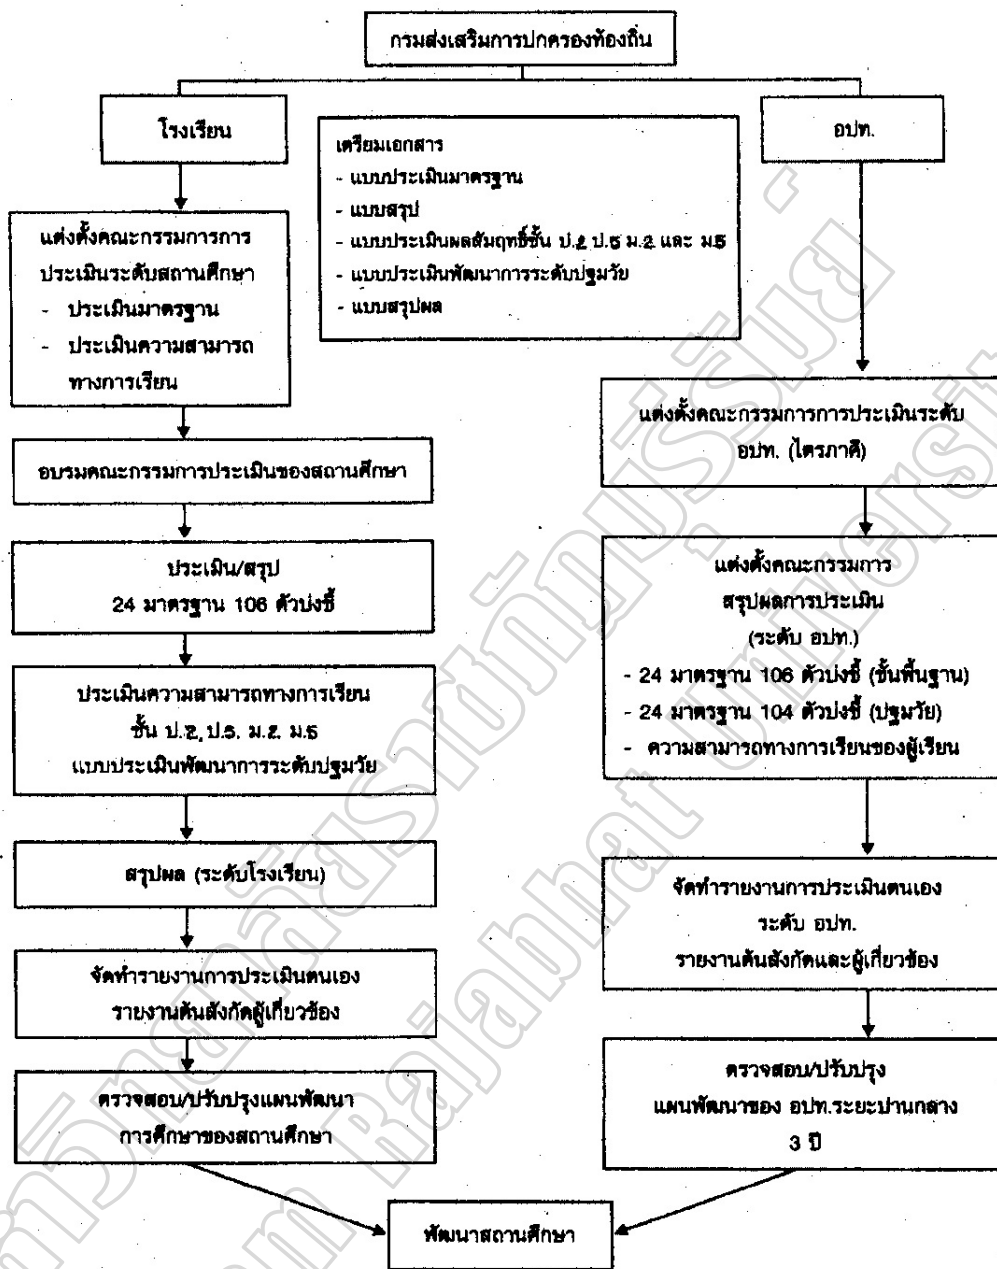 กรมส่งเสริมการปกครองท้องถิ่น
โรงเรียน
เตรียมเอกสาร
- แบบประเมินมาตรฐาน
- แบบสรุป
- แบบประเมินผลสัมฤทธิ์ชั้น ป.2 ป.5 ม.2 และ ม5
- แบบประเมินพัฒนาการระดับปฐมวัย
- แบบสรุปผล
อปท.
แต่งตั้งคณะกรรมการการ
ประเมินระดับสถานศึกษา
- ประเมินมาตรฐาน
- ประเมินความสามารถ
ทางการเรียน
อบรมคณะกรรมการประเมินของสถานศึกษา
ประเมิน/สรุป
24 มาตรฐาน 106 ตัวบ่งชี้
ประเมินความสามารถทางการเรียน
ชั้น ป.2, ป.5. ม.2. ม.5
แบบประเมินพัฒนาการระดับปฐมวัย
สรุปผล (ระดับโรงเรียน)
จัดทำรายงานการประเมินตนเอง
รายงานต้นสังกัดผู้เกี่ยวข้อง
ตรวจสอบ/ปรับปรุงแผนพัฒนา
การศึกษาของสถานศึกษา
แต่งตั้งคณะกรรมการการประเมินระดับ
อปท. (ไตรภาคี)
แต่งตั้งคณะกรรมการ
สรุปผลการประเมิน
(ระดับ อปท.)
- 24 มาตรฐาน 106 ตัวบ่งชี้ (ขั้นพื้นฐาน)
- 24 มาตรฐาน 104 ตัวบ่งชี้ (ปฐมวัย)
- ความสามารถทางการเรียนของผู้เรียน
จัดทำรายงานการประเมินตนเอง
ระดับ อปท.
รายงานต้นสังกัดและผู้เกี่ยวข้อง
ตรวจสอบ/ปรับปรุง
แผนพัฒนาของ อปท.ระยะปานกลาง
3 ปี
พัฒนาสถานศึกษา
Rajabhat